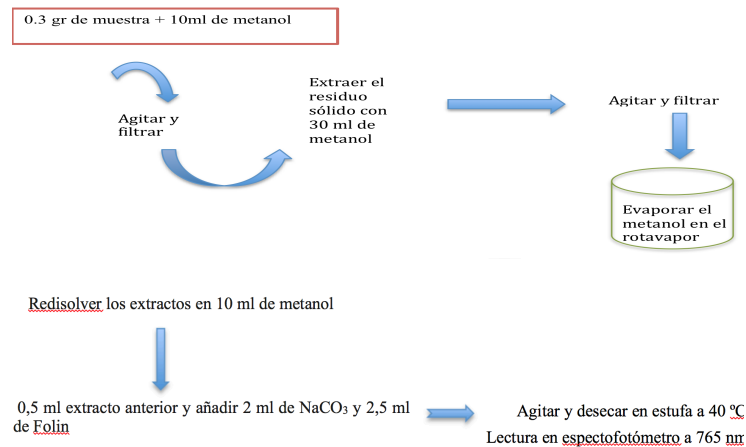 0.3 gr de muestra + 10ml de metanol
Agitar y
filtrar
Extraer el
residuo
sólido con
30 ml de
metanol
Agitar y filtrar
Evaporar el
metanol en el
rotavapor
Redisolver los extractos en 10 ml de metanol
0,5 ml extracto anterior y añadir 2 ml de NaCO₃ y 2,5 ml
de Folin
Agitar y desecar en estufa a 40 ºC
Lectura en espectofotómetro a 765